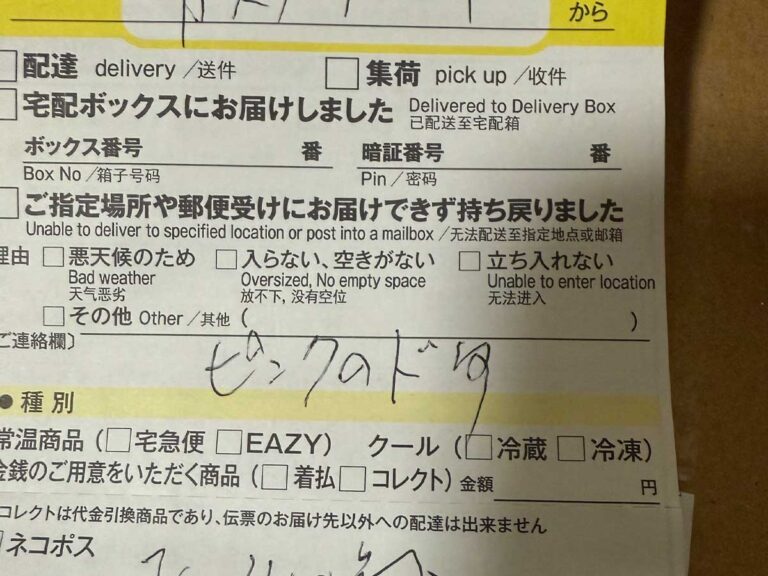 から
□配達 delivery /送件 □集荷 pick up /收件
□宅配ボックスにお届けしました Delivered to Delivery Box
已配送至宅配箱
ボックス番号 番 暗証番号 番
Box No /箱子号码 Pin /密码
□ご指定場所や郵便受けにお届けできず持ち戻りました
Unable to deliver to specified location or post into a mailbox /无法配送至指定地点或邮箱
理由 □悪天候のため □入らない、空きがない □立ち入れない
Bad weather Oversized, No empty space Unable to enter location
天气恶劣 放不下, 没有空位 无法进入
□その他 Other /其他 ( )
ご連絡欄〕
ピンクのド
●種別
常温商品 (□宅急便 □EAZY) クール (□冷蔵 □冷凍)
金銭のご用意をいただく商品 (□着払 □コレクト) 金額 円
コレクトは代金引換商品であり、伝票のお届け先以外への配達は出来ません
ネコポス